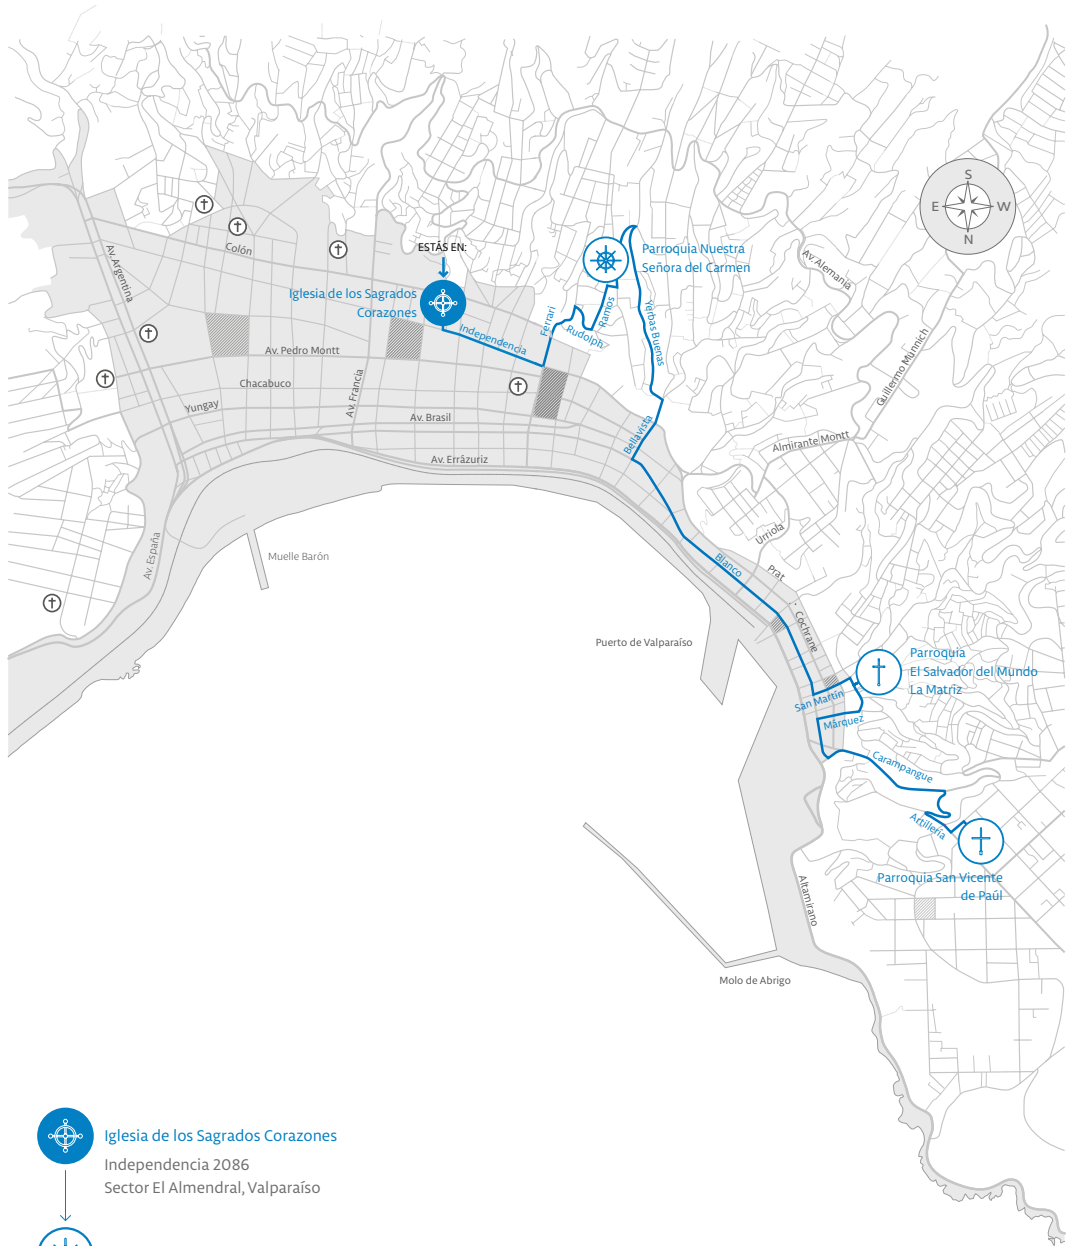 S
E
W
N
Colón
ESTÁS EN:
Parroquia Nuestra
Señora del Carmen
Av. Argentina
Av. Alemania
Iglesia de los Sagrados
Corazones
Independencia
Ferrari
Rudolph
Ramos
Yerbas Buenas
Av. Pedro Montt
Guillermo Munnich
Chacabuco
Av. Francia
Yungay
Av. Brasil
Bellavista
Almirante Montt
Av. Errázuriz
Urriola
Av. España
Muelle Barón
Blanco
Prat
Cochrane
Puerto de Valparaíso
Parroquia
El Salvador del Mundo
La Matriz
San Martín
Márquez
Carampangue
Artillería
Parroquia San Vicente
de Paúl
Altamirano
Molo de Abrigo
Iglesia de los Sagrados Corazones
Independencia 2086
Sector El Almendral, Valparaíso